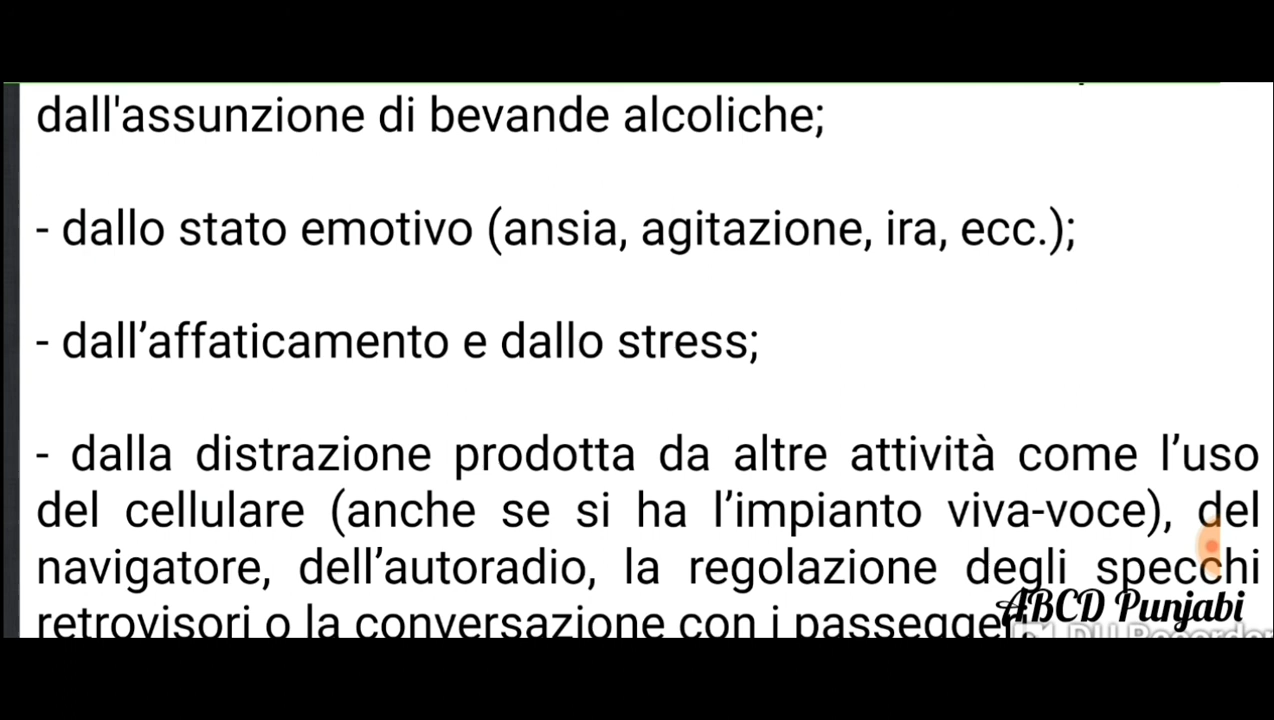 dall'assunzione di bevande alcoliche;
- dallo stato emotivo (ansia, agitazione, ira, ecc.);
- dall’affaticamento e dallo stress;
- dalla distrazione prodotta da altre attività come l’uso
del cellulare (anche se si ha l’impianto viva-voce), del
navigatore, dell’autoradio, la regolazione degli specchi
retrovisori o la conversazione con i
ABCD Punjabi